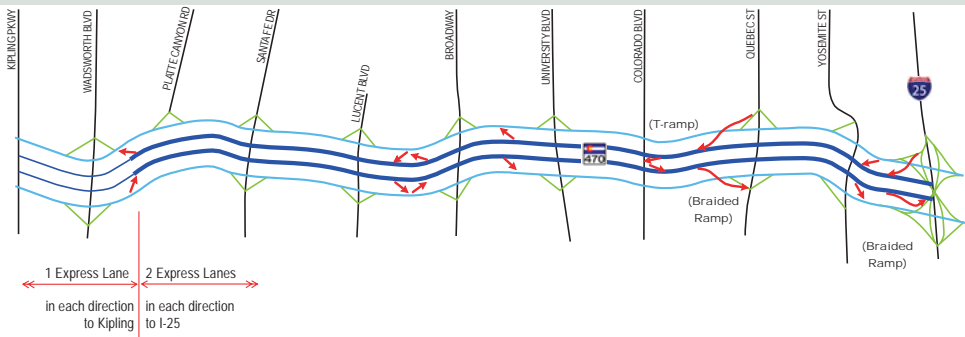 KIPLING PKWY
WADSWORTH BLVD
PLATTE CANYON RD
SANTA FE DR
LUCENT BLVD
BROADWAY
UNIVERSITY BLVD
COLORADO BLVD
QUEBEC ST
YOSEMITE ST
25
(T-ramp)
470
(Braided
Ramp)
(Braided
Ramp)
1 Express Lane
in each direction
to Kipling
2 Express Lanes
in each direction
to I-25